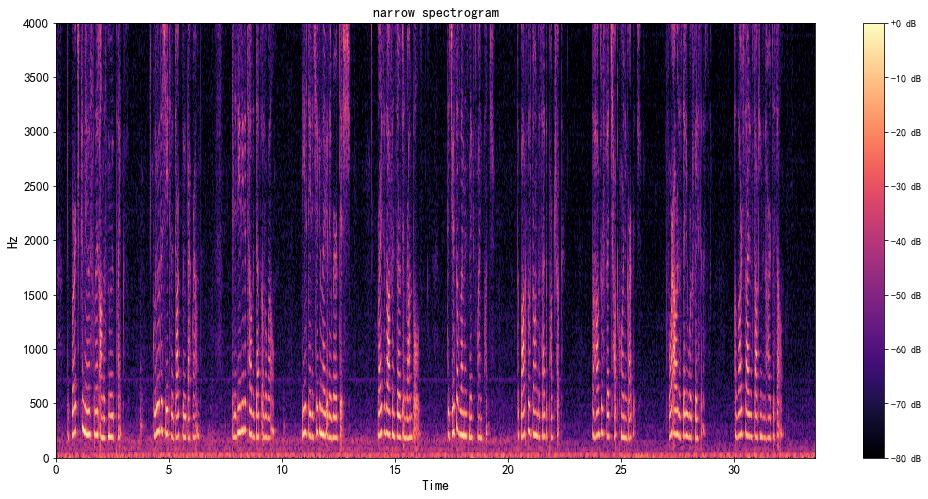 narrow spectrogram
4000
3500
3000
2500
2000
1500
1000
500
0
Hz
0 5 10 15 20 25 30
Time
+0 dB
−10 dB
−20 dB
−30 dB
−40 dB
−50 dB
−60 dB
−70 dB
−80 dB